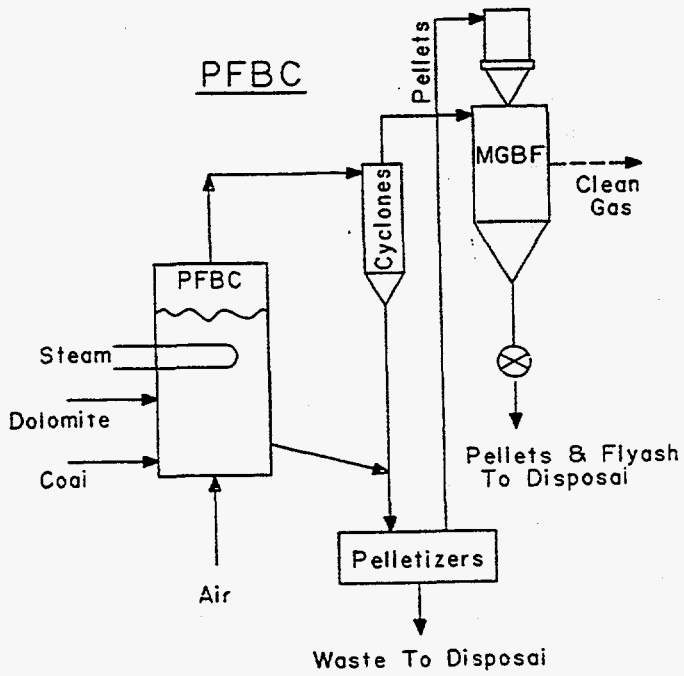 PFBC
Pellets
MGBF
Clean
Gas
Cyclones
PFBC
Steam
Dolomite
Coai
Air
Pellets & Flyash
To Disposai
Pelletizers
Waste To Disposai